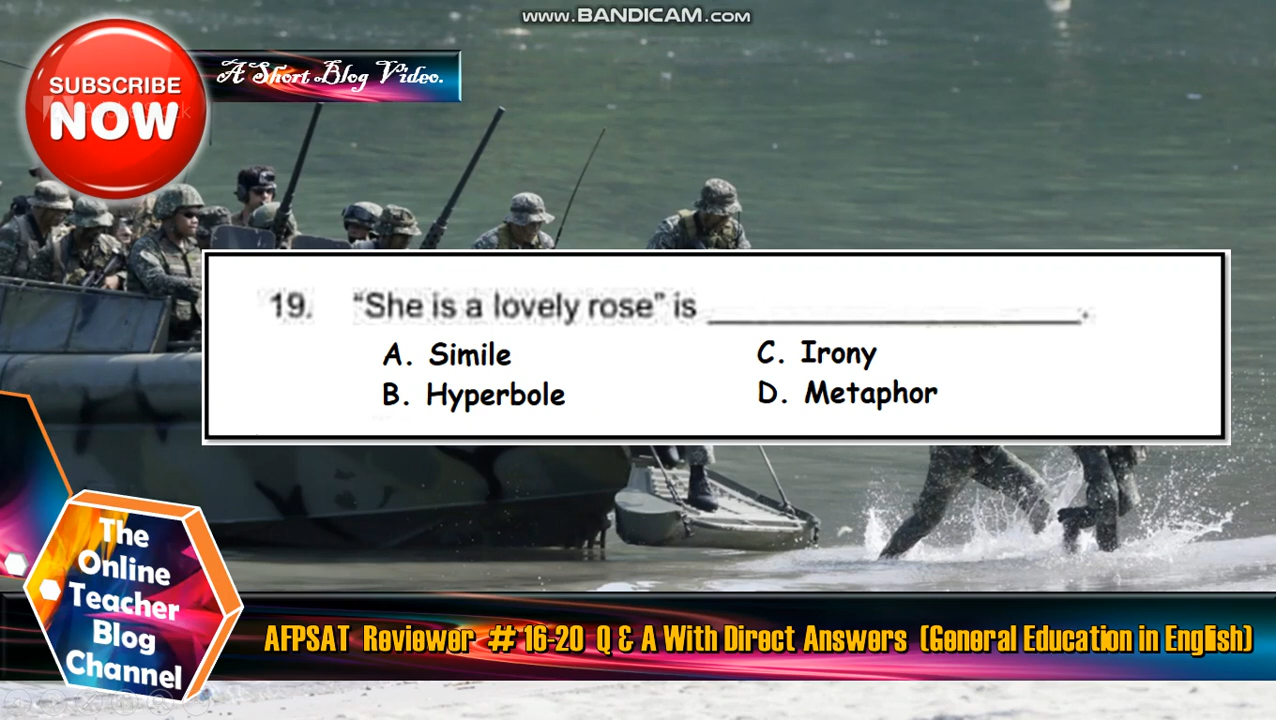 www.BANDICAM.com
SUBSCRIBE
NOW
A Short Blog Video.
19. “She is a lovely rose” is ____________________.
A. Simile
C. Irony
B. Hyperbole
D. Metaphor
The
Online
Teacher
Blog
Channel
AFPSAT Reviewer # 16-20 Q & A With Direct Answers (General Education in English)